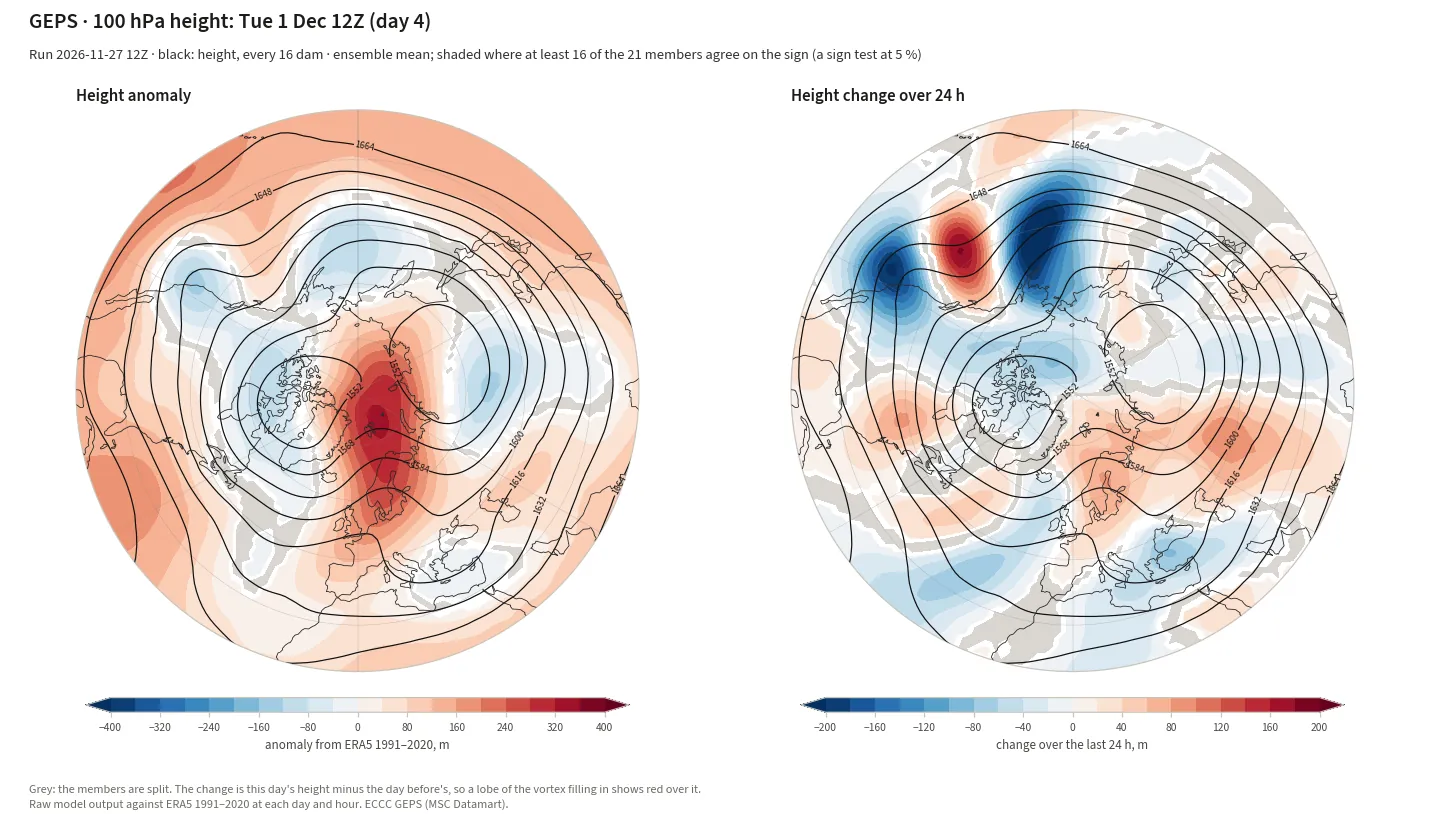 GEPS · 100 hPa height: Tue 1 Dec 12Z (day 4)
Run 2026-11-27 12Z · black: height, every 16 dam · ensemble mean; shaded where at least 16 of the 21 members agree on the sign (a sign test at 5 %)
Height anomaly
Height change over 24 h
1664
1648
1552
1552
1568
1584
1600
1616
1632
1664
1664
1648
1552
1552
1568
1584
1600
1616
1632
1664
−400 −320 −240 −160 −80 0 80 160 240 320 400
anomaly from ERA5 1991–2020, m
−200 −160 −120 −80 −40 0 40 80 120 160 200
change over the last 24 h, m
Grey: the members are split. The change is this day's height minus the day before's, so a lobe of the vortex filling in shows red over it.
Raw model output against ERA5 1991–2020 at each day and hour. ECCC GEPS (MSC Datamart).